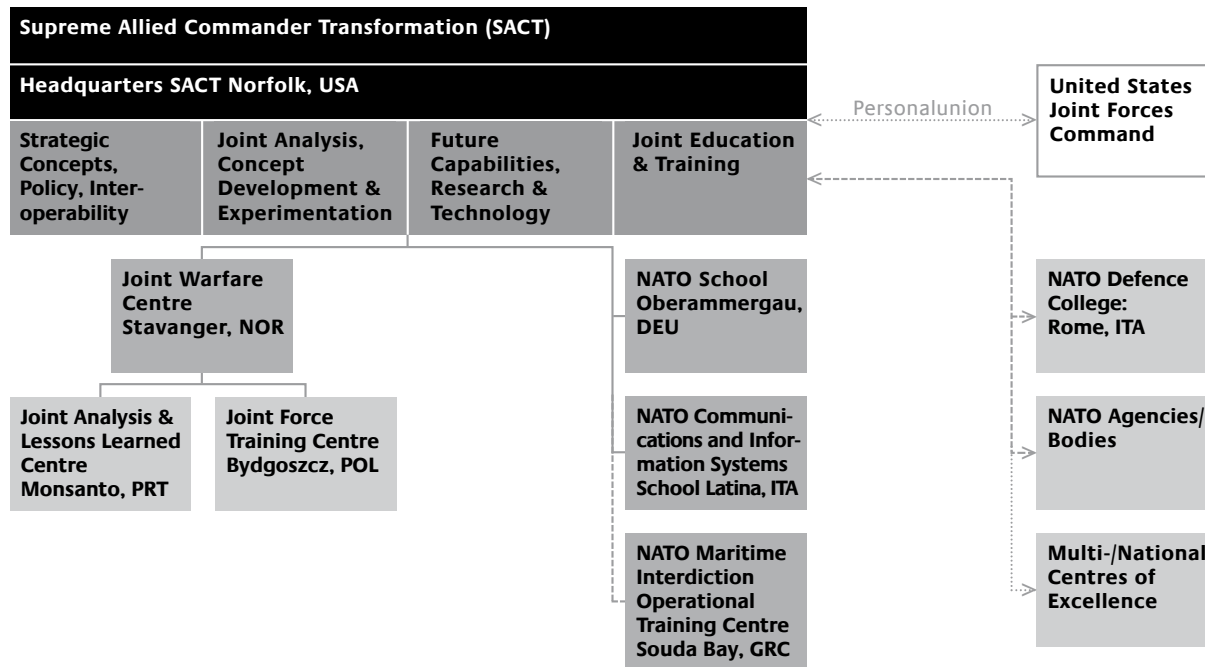 Supreme Allied Commander Transformation (SACT)
Headquarters SACT Norfolk, USA
Strategic
Concepts,
Policy, Inter-
operability
Joint Analysis,
Concept
Development &
Experimentation
Future
Capabilities,
Research &
Technology
Joint Education
& Training
Personalunion
United States
Joint Forces
Command
Joint Warfare
Centre
Stavanger, NOR
NATO School
Oberammergau,
DEU
NATO Defence
College:
Rome, ITA
Joint Analysis &
Lessons Learned
Centre
Monsanto, PRT
Joint Force
Training Centre
Bydgoszcz, POL
NATO Communi-
cations and Infor-
mation Systems
School Latina, ITA
NATO Agencies/
Bodies
NATO Maritime
Interdiction
Operational
Training Centre
Souda Bay, GRC
Multi-/National
Centres of
Excellence